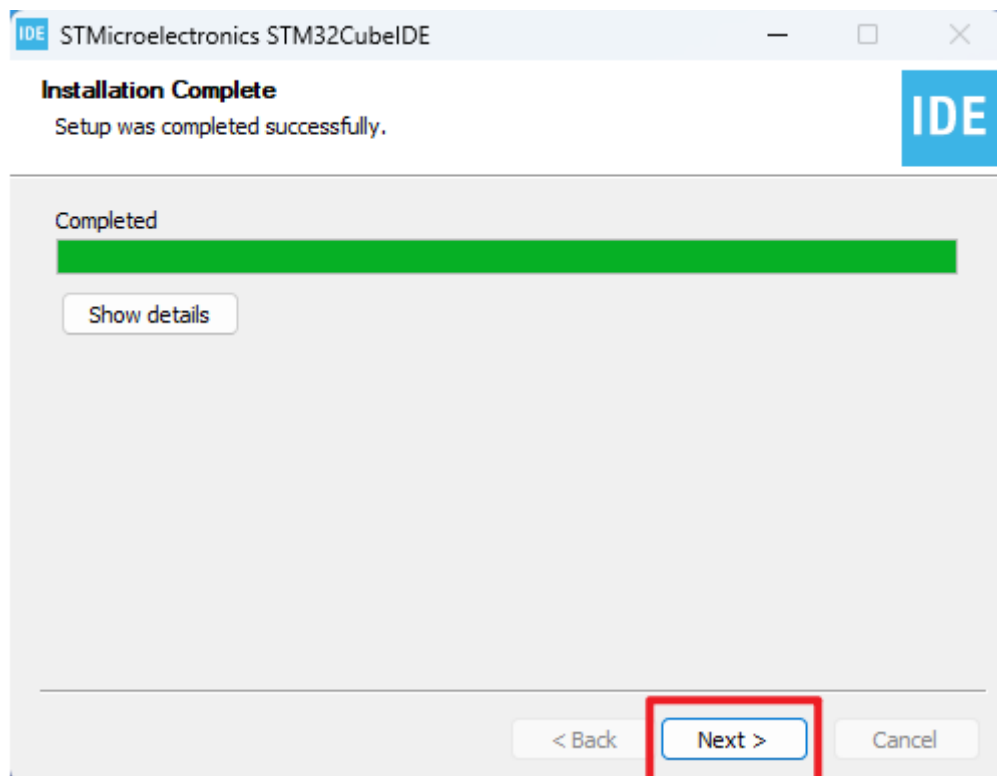 IDE STMicroelectronics STM32CubeIDE
Installation Complete
Setup was completed successfully.
IDE
Completed
Show details
< Back Next > Cancel